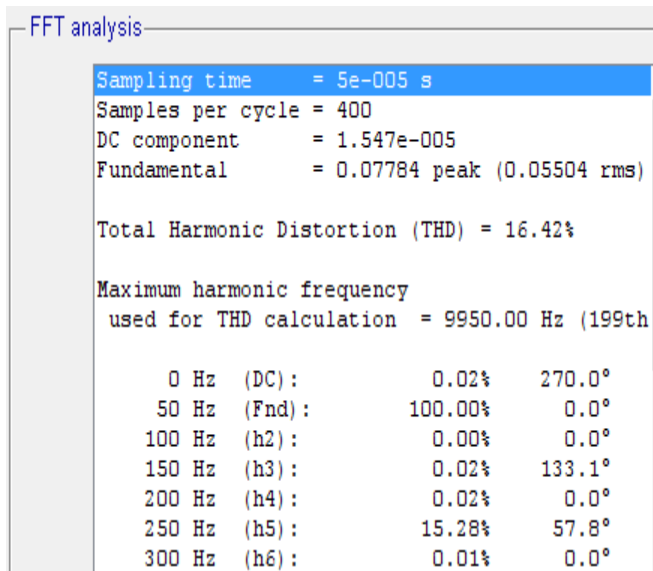 FFT analysis
Sampling time = 5e-005 s
Samples per cycle = 400
DC component = 1.547e-005
Fundamental = 0.07784 peak (0.05504 rms)
Total Harmonic Distortion (THD) = 16.42%
Maximum harmonic frequency
used for THD calculation = 9950.00 Hz (199th
0 Hz (DC): 0.02% 270.0°
50 Hz (Fnd): 100.00% 0.0°
100 Hz (h2): 0.00% 0.0°
150 Hz (h3): 0.02% 133.1°
200 Hz (h4): 0.02% 0.0°
250 Hz (h5): 15.28% 57.8°
300 Hz (h6): 0.01% 0.0°